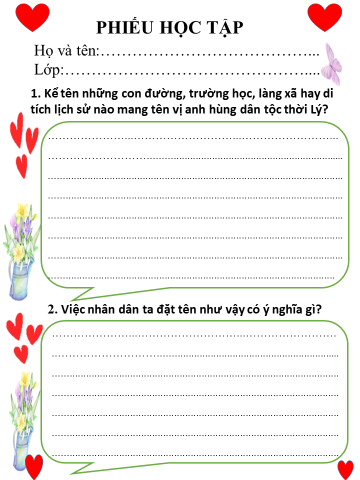 PHIẾU HỌC TẬP
Họ và tên:……………………………………...
Lớp:…………………………………………....
1. Kể tên những con đường, trường học, làng xã hay di
tích lịch sử nào mang tên vị anh hùng dân tộc thời Lý?
2. Việc nhân dân ta đặt tên như vậy có ý nghĩa gì?